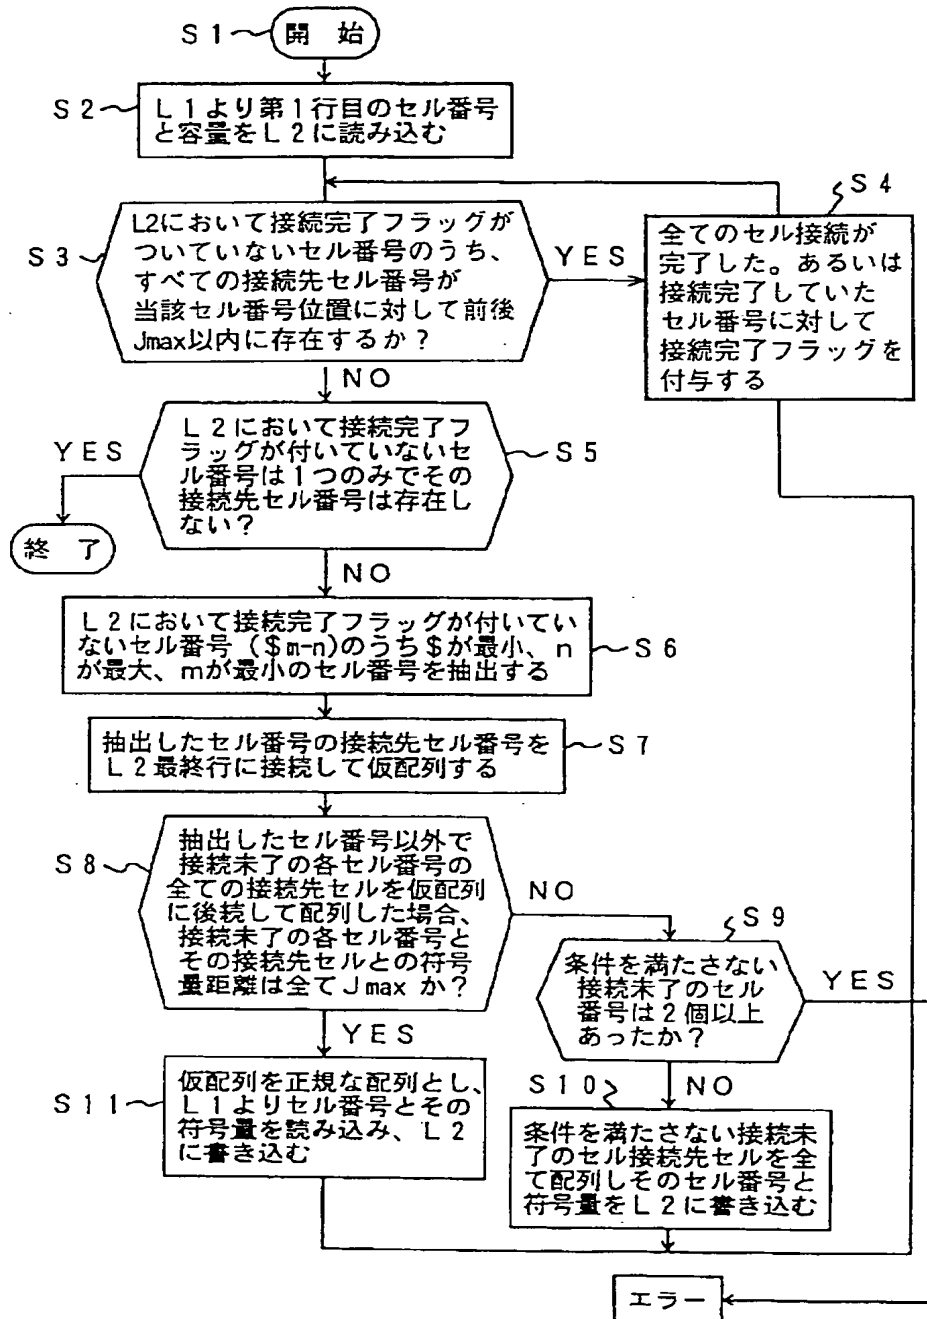 S1
開 始
S2
L1より第1行目のセル番号
と容量をL2に読み込む
S3
L2において接続完了フラッグが
ついていないセル番号のうち、
すべての接続先セル番号が
当該セル番号位置に対して前後
Jmax以内に存在するか？
YES
S4
全てのセル接続が
完了した。あるいは
接続完了していた
セル番号に対して
接続完了フラッグを
付与する
NO
S5
L2において接続完了フ
ラッグが付いていないセ
ル番号は1つのみでその
接続先セル番号は存在し
ない？
YES
終 了
NO
L2において接続完了フラッグが付いてい
ないセル番号（$m-n)のうち$が最小、n
が最大、mが最小のセル番号を抽出する
S6
抽出したセル番号の接続先セル番号を
L2最終行に接続して仮配列する
S7
S8
抽出したセル番号以外で
接続未了の各セル番号の
全ての接続先セルを仮配列
に後続して配列した場合、
接続未了の各セル番号と
その接続先セルとの符号
量距離は全てJmaxか？
NO
S9
条件を満たさない
接続未了のセル
番号は2個以上
あったか？
YES
YES
S11
仮配列を正規な配列とし、
L1よりセル番号とその
符号量を読み込み、L2
に書き込む
S10
NO
条件を満たさない接続未
了のセル接続先セルを全
て配列しそのセル番号と
符号量をL2に書き込む
エラー